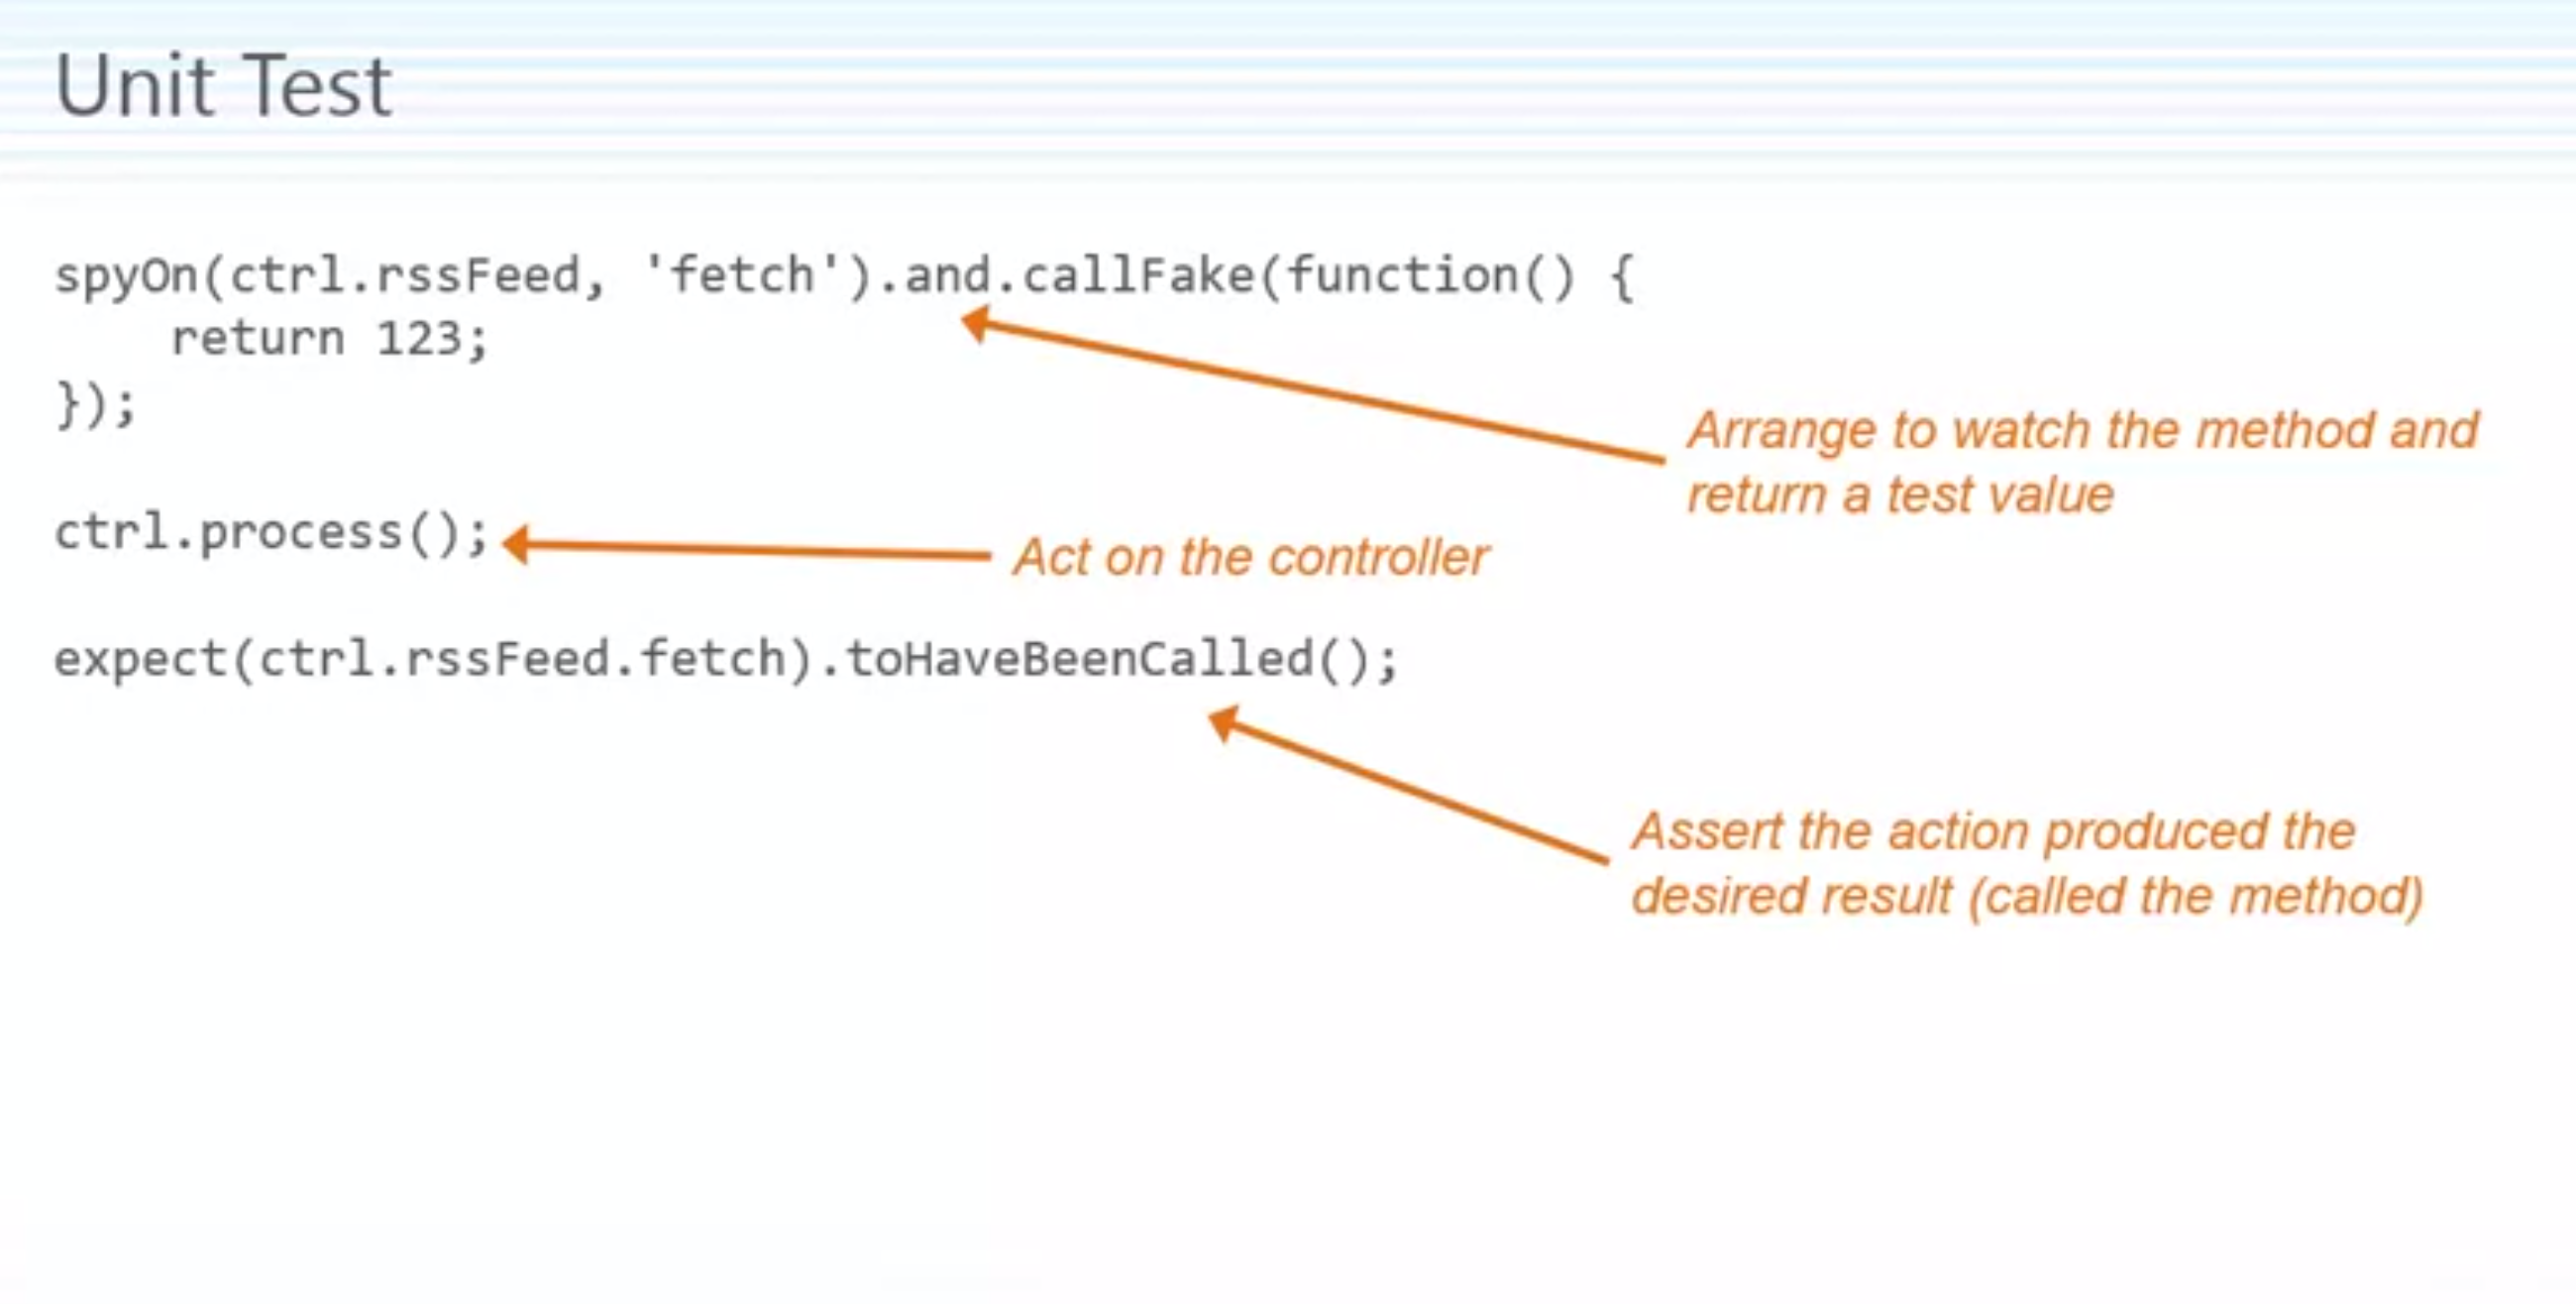 Unit Test
spyOn(ctrl.rssFeed, 'fetch').and.callFake(function() {
    return 123;
});
Arrange to watch the method and
return a test value
ctrl.process();
Act on the controller
expect(ctrl.rssFeed.fetch).toHaveBeenCalled();
Assert the action produced the
desired result (called the method)